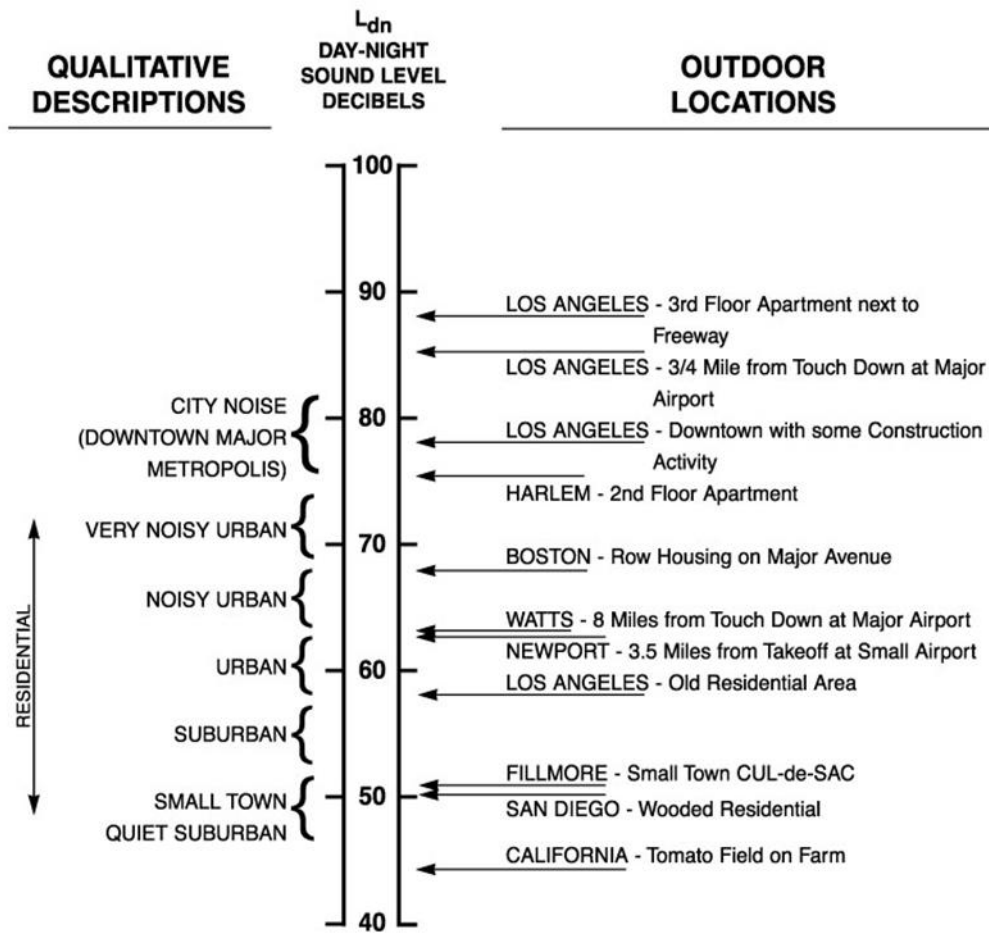 QUALITATIVE
DESCRIPTIONS
Ldn
DAY-NIGHT
SOUND LEVEL
DECIBELS
OUTDOOR
LOCATIONS
100
90
80
70
60
50
40
CITY NOISE
(DOWNTOWN MAJOR
METROPOLIS)
VERY NOISY URBAN
NOISY URBAN
URBAN
SUBURBAN
SMALL TOWN
QUIET SUBURBAN
RESIDENTIAL
LOS ANGELES - 3rd Floor Apartment next to
Freeway
LOS ANGELES - 3/4 Mile from Touch Down at Major
Airport
LOS ANGELES - Downtown with some Construction
Activity
HARLEM - 2nd Floor Apartment
BOSTON - Row Housing on Major Avenue
WATTS - 8 Miles from Touch Down at Major Airport
NEWPORT - 3.5 Miles from Takeoff at Small Airport
LOS ANGELES - Old Residential Area
FILLMORE - Small Town CUL-de-SAC
SAN DIEGO - Wooded Residential
CALIFORNIA - Tomato Field on Farm